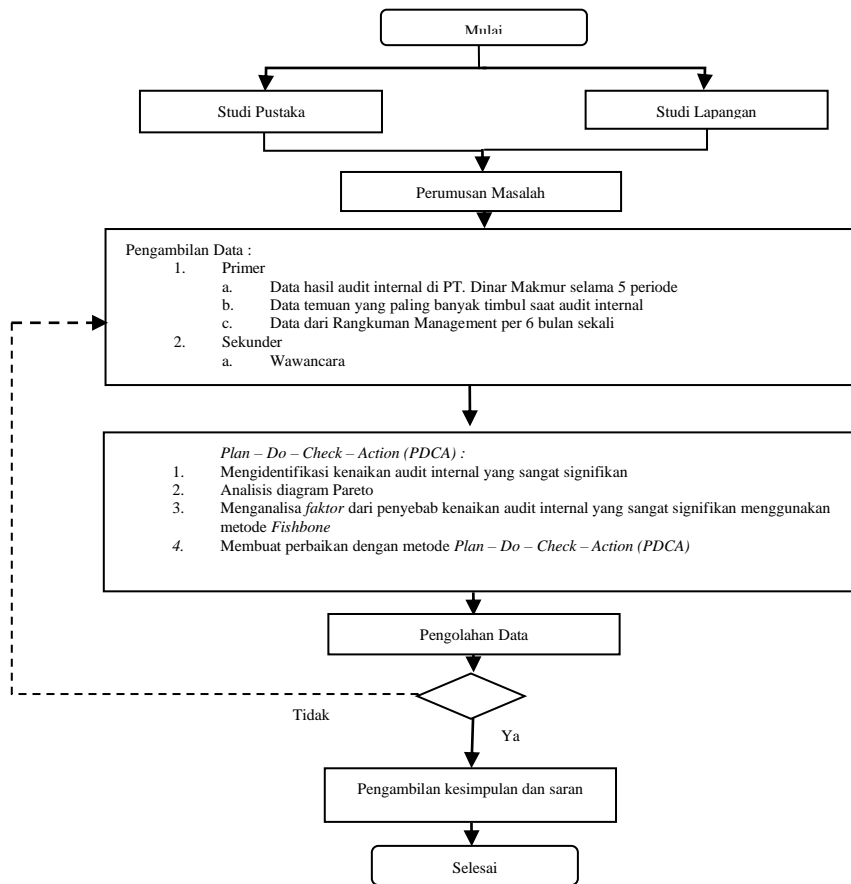 Mulai
Studi Pustaka
Studi Lapangan
Perumusan Masalah
Pengambilan Data :
1. Primer
a. Data hasil audit internal di PT. Dinar Makmur selama 5 periode
b. Data temuan yang paling banyak timbul saat audit internal
c. Data dari Rangkuman Management per 6 bulan sekali
2. Sekunder
a. Wawancara
Plan – Do – Check – Action (PDCA) :
1. Mengidentifikasi kenaikan audit internal yang sangat signifikan
2. Analisis diagram Pareto
3. Menganalisa faktor dari penyebab kenaikan audit internal yang sangat signifikan menggunakan
metode Fishbone
4. Membuat perbaikan dengan metode Plan – Do – Check – Action (PDCA)
Pengolahan Data
Tidak
Ya
Pengambilan kesimpulan dan saran
Selesai